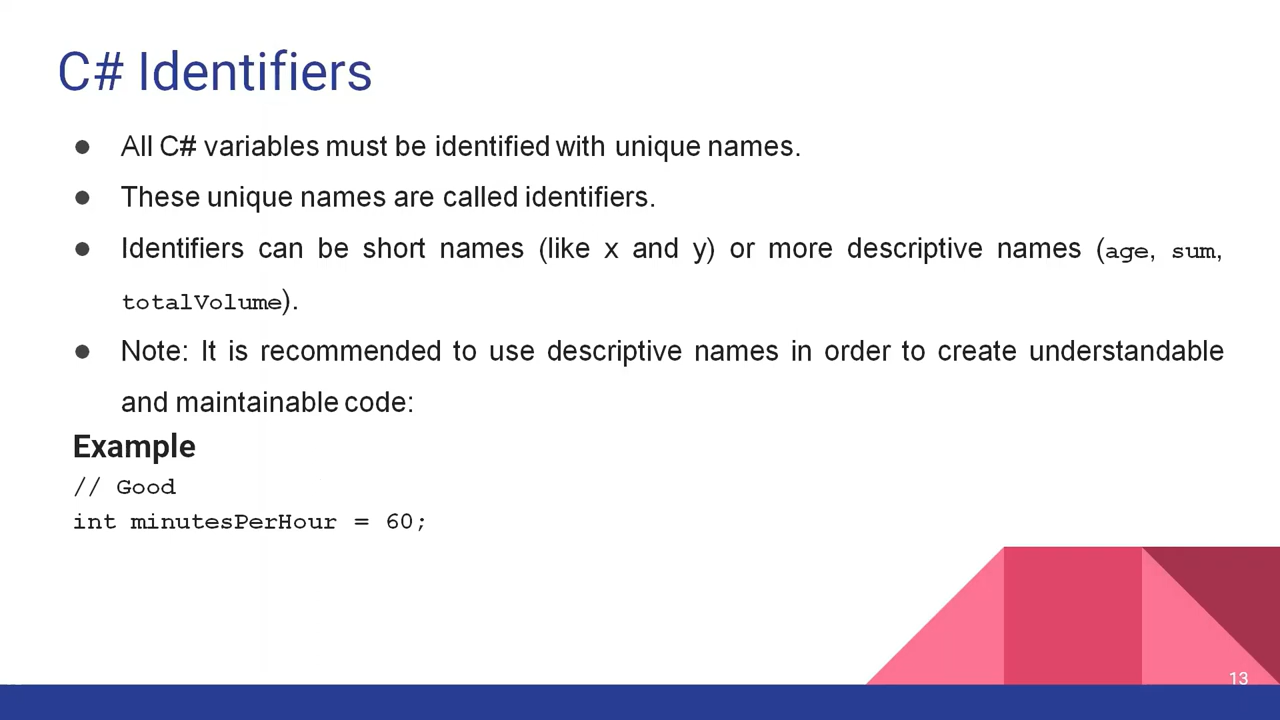 C# Identifiers
● All C# variables must be identified with unique names.
● These unique names are called identifiers.
● Identifiers can be short names (like x and y) or more descriptive names (age, sum,
totalVolume).
● Note: It is recommended to use descriptive names in order to create understandable
and maintainable code:
Example
// Good
int minutesPerHour = 60;
13